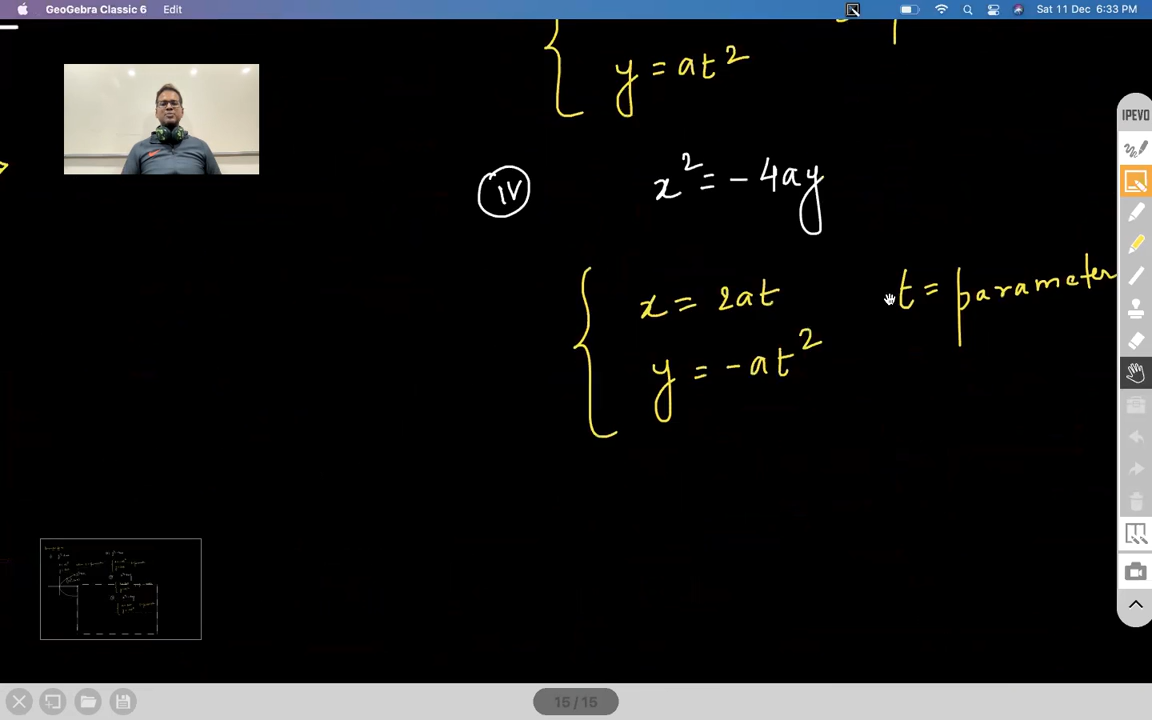 GeoGebra Classic 6 Edit Sat 11 Dec 6:33 PM
y = at²
IPEVO
iv x² = - 4ay
x = 2at t = parameter
y = - at²
15 / 15